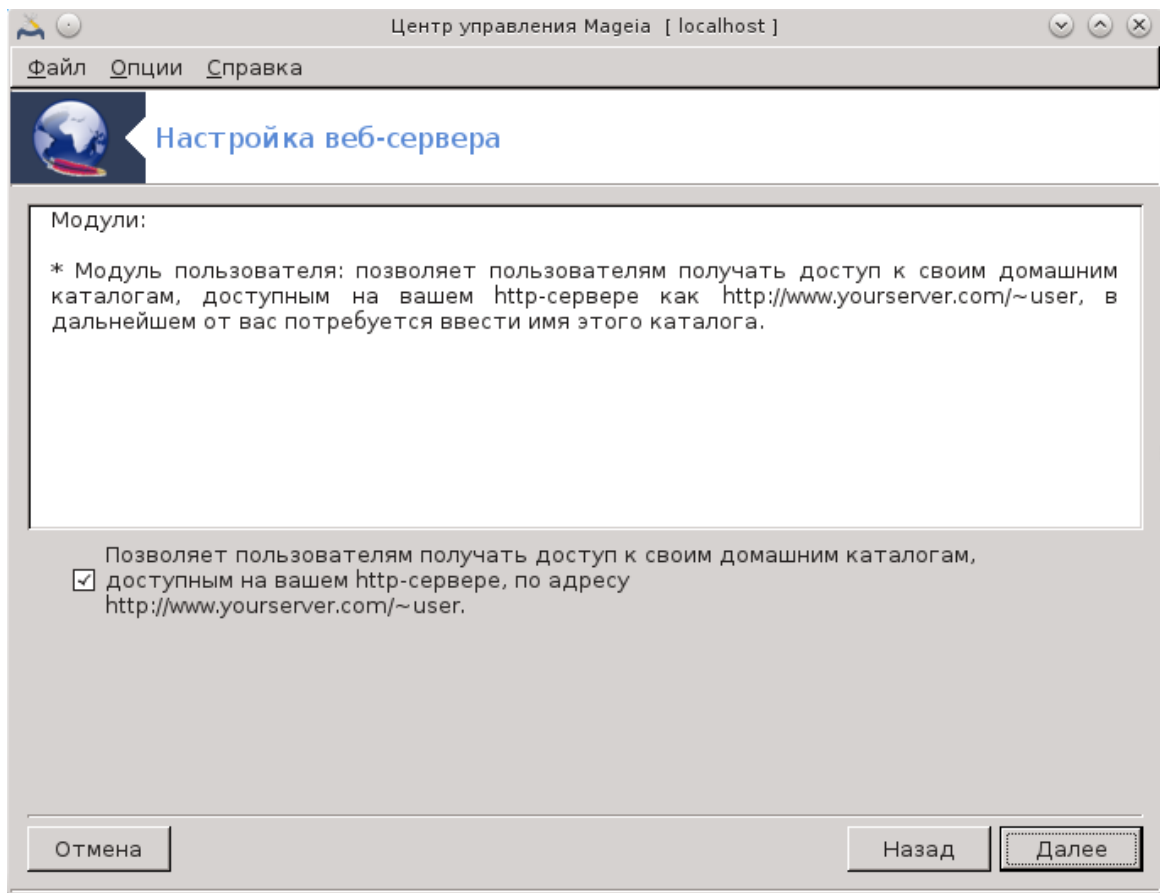 Центр управления Mageia [ localhost ]
Файл Опции Справка
Настройка веб-сервера
Модули:
* Модуль пользователя: позволяет пользователям получать доступ к своим домашним
каталогам, доступным на вашем http-сервере как http://www.yourserver.com/~user, в
дальнейшем от вас потребуется ввести имя этого каталога.
Позволяет пользователям получать доступ к своим домашним каталогам,
доступным на вашем http-сервере, по адресу
http://www.yourserver.com/~user.
Отмена Назад Далее